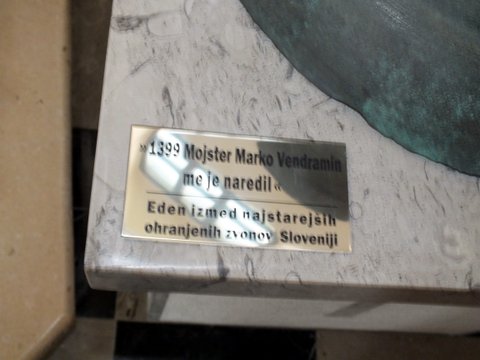 »1399 Mojster Marko Vendramin
me je naredil«
Eden izmed najstarejših
ohranjenih zvonov Sloveniji